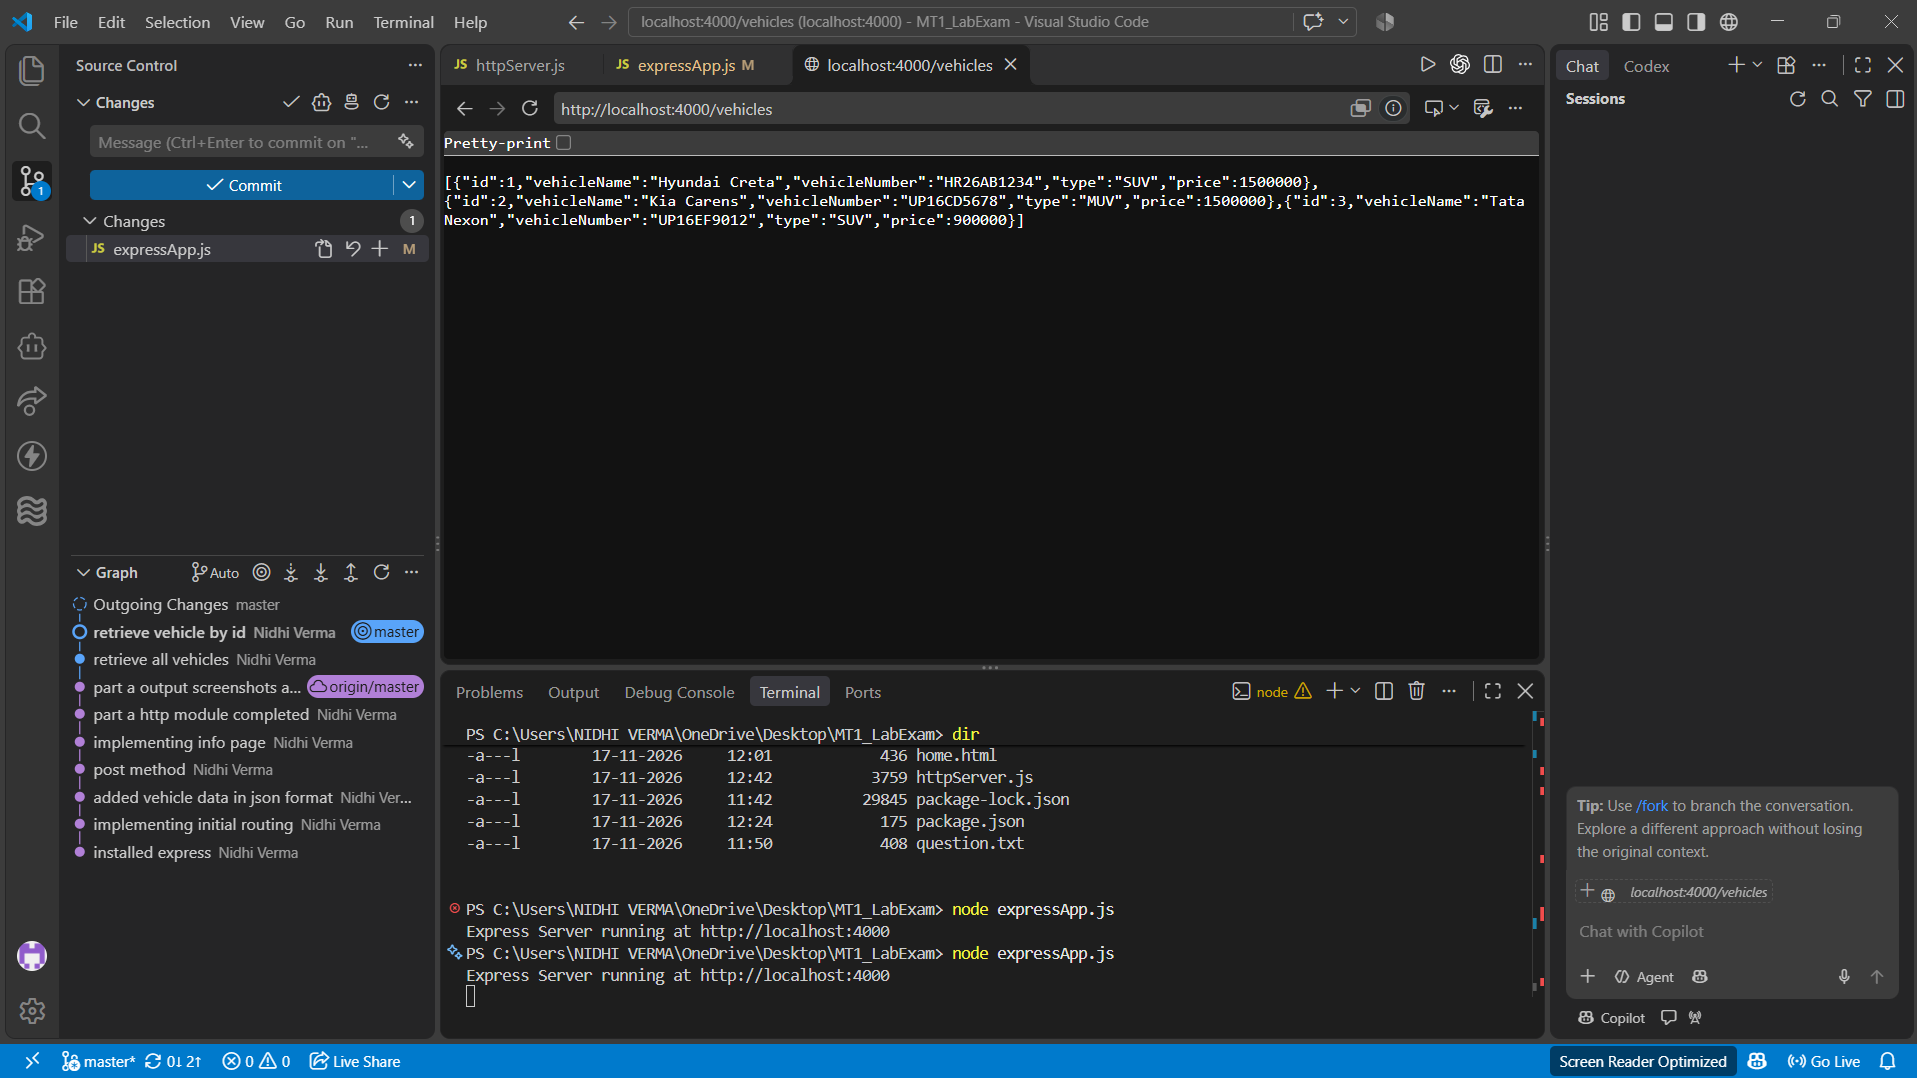 File Edit Selection View Go Run Terminal Help
localhost:4000/vehicles (localhost:4000) - MT1_LabExam - Visual Studio Code
Source Control
Changes
Message (Ctrl+Enter to commit on "...
Commit
Changes 1
JS expressApp.js M
1
Graph Auto
Outgoing Changes master
retrieve vehicle by id Nidhi Verma master
retrieve all vehicles Nidhi Verma
part a output screenshots a... origin/master
part a http module completed Nidhi Verma
implementing info page Nidhi Verma
post method Nidhi Verma
added vehicle data in json format Nidhi Ver...
implementing initial routing Nidhi Verma
installed express Nidhi Verma
JS httpServer.js JS expressApp.js M localhost:4000/vehicles
http://localhost:4000/vehicles
Pretty-print
[{"id":1,"vehicleName":"Hyundai Creta","vehicleNumber":"HR26AB1234","type":"SUV","price":1500000},
{"id":2,"vehicleName":"Kia Carens","vehicleNumber":"UP16CD5678","type":"MUV","price":1500000},{"id":3,"vehicleName":"Tata
Nexon","vehicleNumber":"UP16EF9012","type":"SUV","price":900000}]
Problems Output Debug Console Terminal Ports node
PS C:\Users\NIDHI VERMA\OneDrive\Desktop\MT1_LabExam> dir
-a---l 17-11-2026 12:01 436 home.html
-a---l 17-11-2026 12:42 3759 httpServer.js
-a---l 17-11-2026 11:42 29845 package-lock.json
-a---l 17-11-2026 12:24 175 package.json
-a---l 17-11-2026 11:50 408 question.txt
PS C:\Users\NIDHI VERMA\OneDrive\Desktop\MT1_LabExam> node expressApp.js
Express Server running at http://localhost:4000
PS C:\Users\NIDHI VERMA\OneDrive\Desktop\MT1_LabExam> node expressApp.js
Express Server running at http://localhost:4000
Chat Codex
Sessions
Tip: Use /fork to branch the conversation.
Explore a different approach without losing
the original context.
localhost:4000/vehicles
Chat with Copilot
Agent
Copilot
master* 0↓ 2↑ 0 0 Live Share
Screen Reader Optimized Go Live